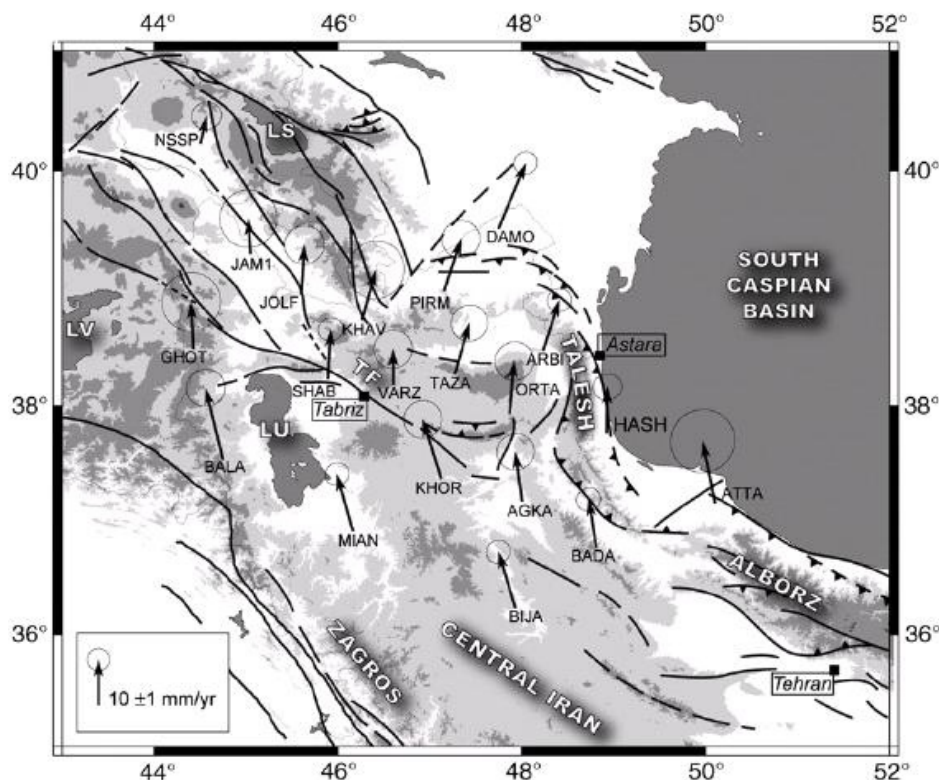 44° 46° 48° 50° 52°
NSSP
LS
40° 40°
DAMO
JAM1
SOUTH
CASPIAN
BASIN
JOLF
PIRM
KHAV
LV
GHOT
ARBI
Astara
TALESH
SHAB
TF
VARZ
TAZA
ORTA
Tabriz
38° 38°
LU
HASH
BALA
KHOR
AGKA
ATTA
MIAN
BADA
BIJA
ALBORZ
36° 36°
ZAGROS
CENTRAL IRAN
Tehran
10 ±1 mm/yr
44° 46° 48° 50° 52°